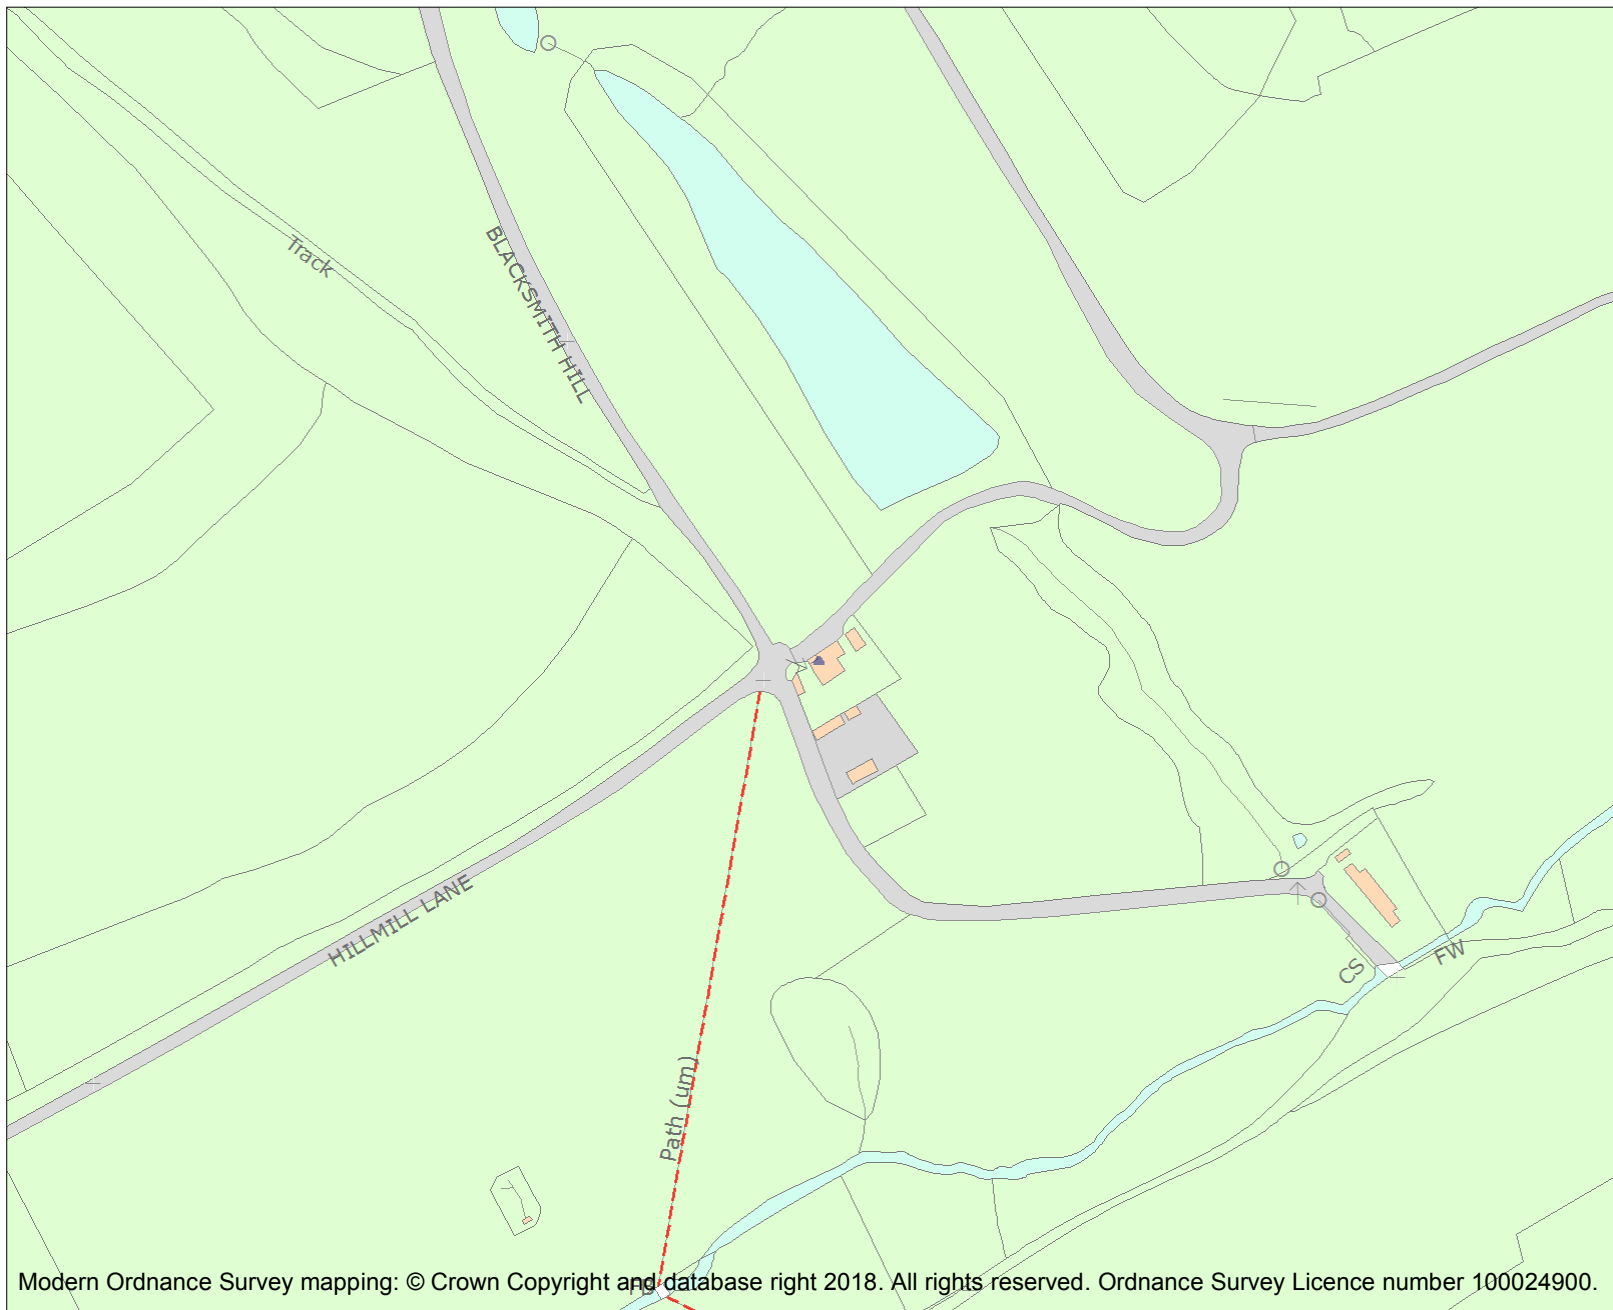 Track
BLACKSMITH HILL
HILLMILL LANE
FW
CS
Path (um)
FB
Modern Ordnance Survey mapping: © Crown Copyright and database right 2018. All rights reserved. Ordnance Survey Licence number 100024900.